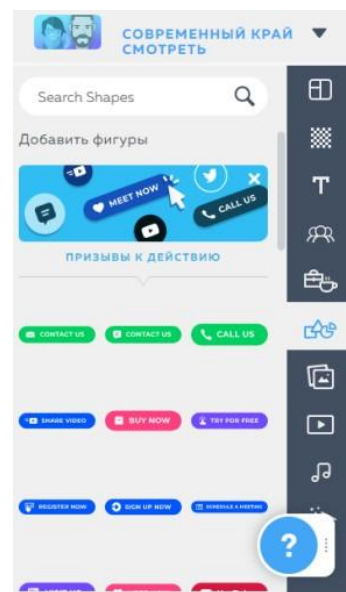 СОВРЕМЕННЫЙ КРАЙ
СМОТРЕТЬ
Search Shapes
Добавить фигуры
MEET NOW
CALL US
ПРИЗЫВЫ К ДЕЙСТВИЮ
CONTACT US
CONTACT US
CALL US
SHARE VIDEO
BUY NOW
TRY FOR FREE
REGISTER NOW
SIGN UP NOW
SCHEDULE A MEETING
?